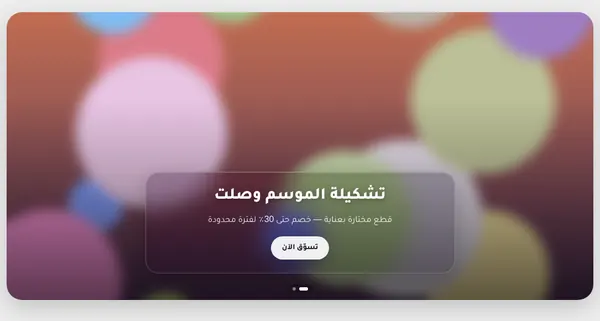 تشكيلة الموسم وصلت
قطع مختارة بعناية — خصم حتى 30٪ لفترة محدودة
تسوّق الآن